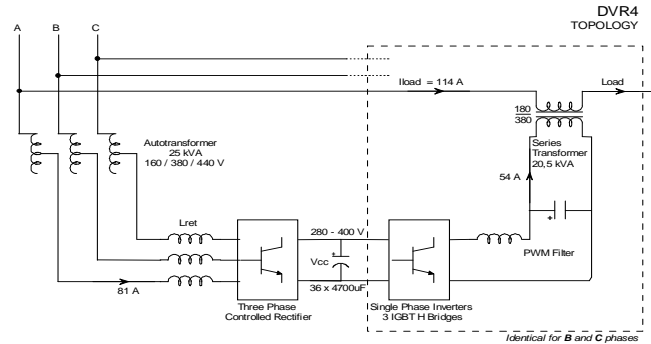 DVR4
TOPOLOGY
A B C
Iload = 114 A
Load
180
380
Series
Transformer
20,5 kVA
Autotransformer
25 kVA
160 / 380 / 440 V
54 A
Lret
280 - 400 V
Vcc
+
+
PWM Filter
81 A
36 x 4700uF
Three Phase
Controlled Rectifier
Single Phase Inverters
3 IGBT H Bridges
Identical for B and C phases